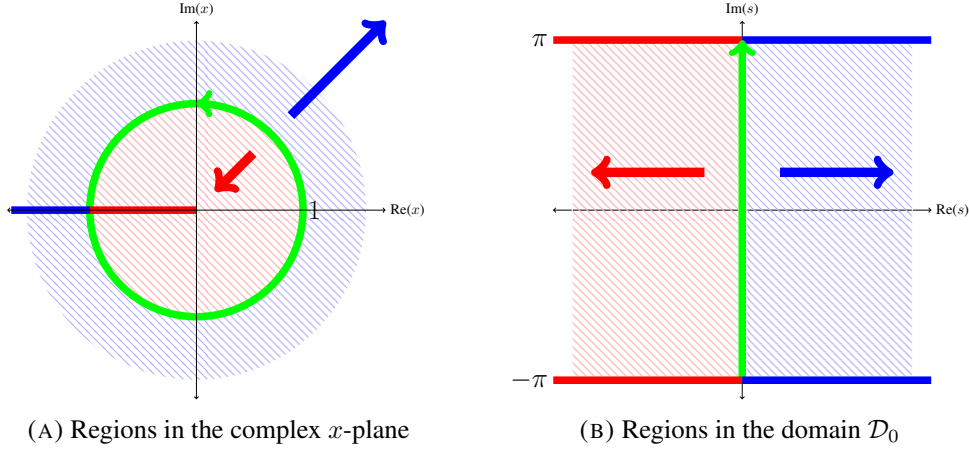 Im(x)
Re(x)
1
(A) Regions in the complex x-plane
Im(s)
π
Re(s)
−π
(B) Regions in the domain 𝒟₀